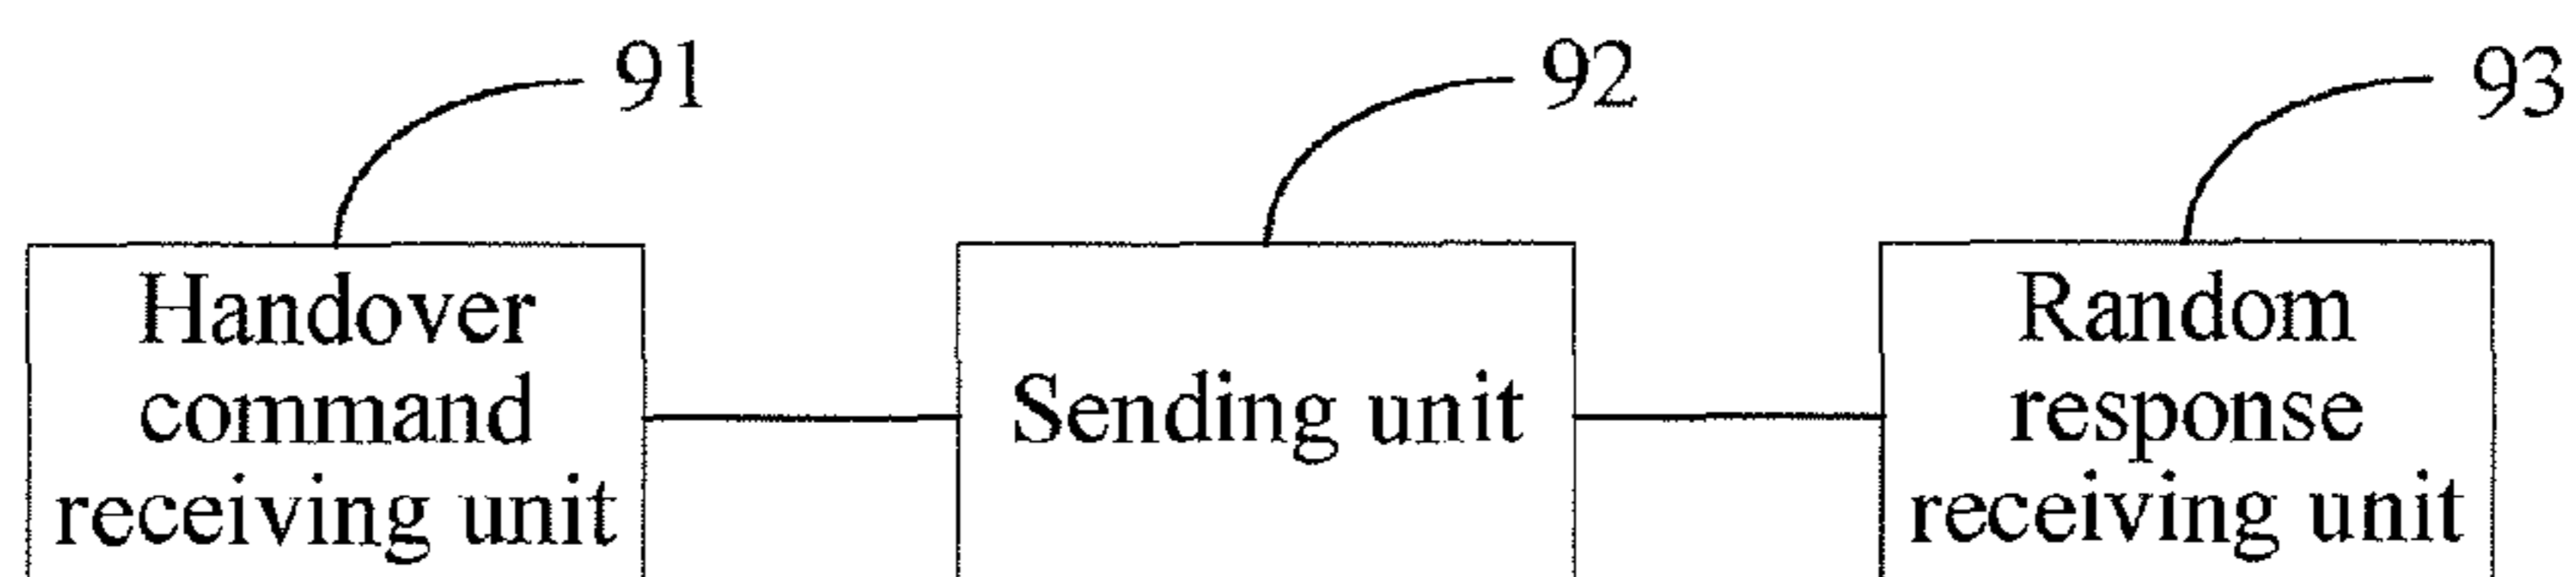 91
92
93
Handover
command
receiving unit
Sending unit
Random
response
receiving unit